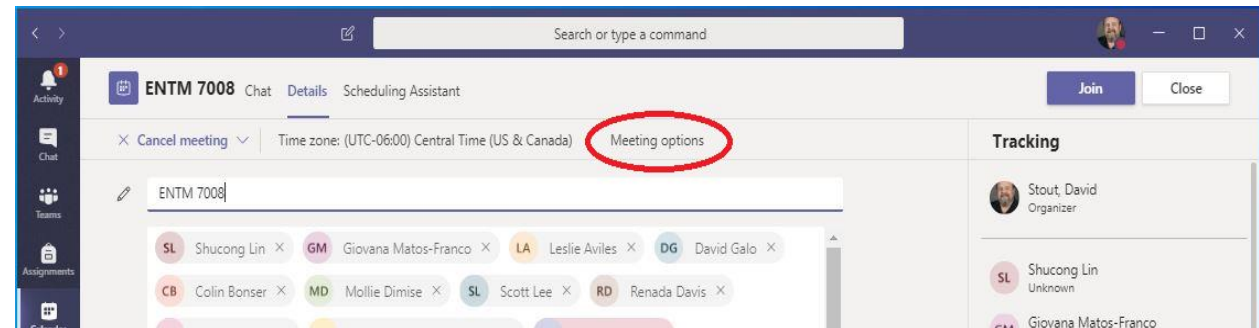 Search or type a command
1
Activity
Chat
Teams
Assignments
Calendar
ENTM 7008 Chat Details Scheduling Assistant
Join Close
Cancel meeting Time zone: (UTC-06:00) Central Time (US & Canada) Meeting options
ENTM 7008
SL Shucong Lin GM Giovana Matos-Franco LA Leslie Aviles DG David Galo
CB Colin Bonser MD Mollie Dimise SL Scott Lee RD Renada Davis
Tracking
Stout, David
Organizer
SL Shucong Lin
Unknown
GM Giovana Matos-Franco